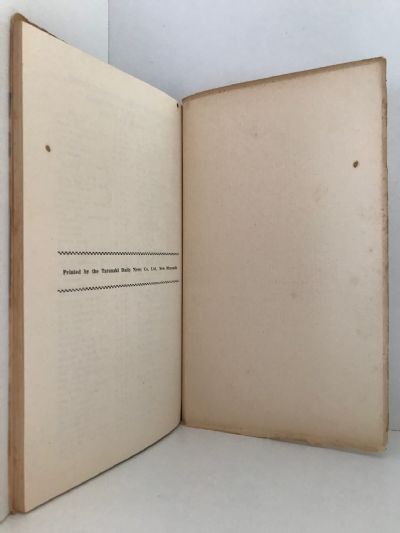 Printed by the Taranaki Daily News Co. Ltd. New Plymouth